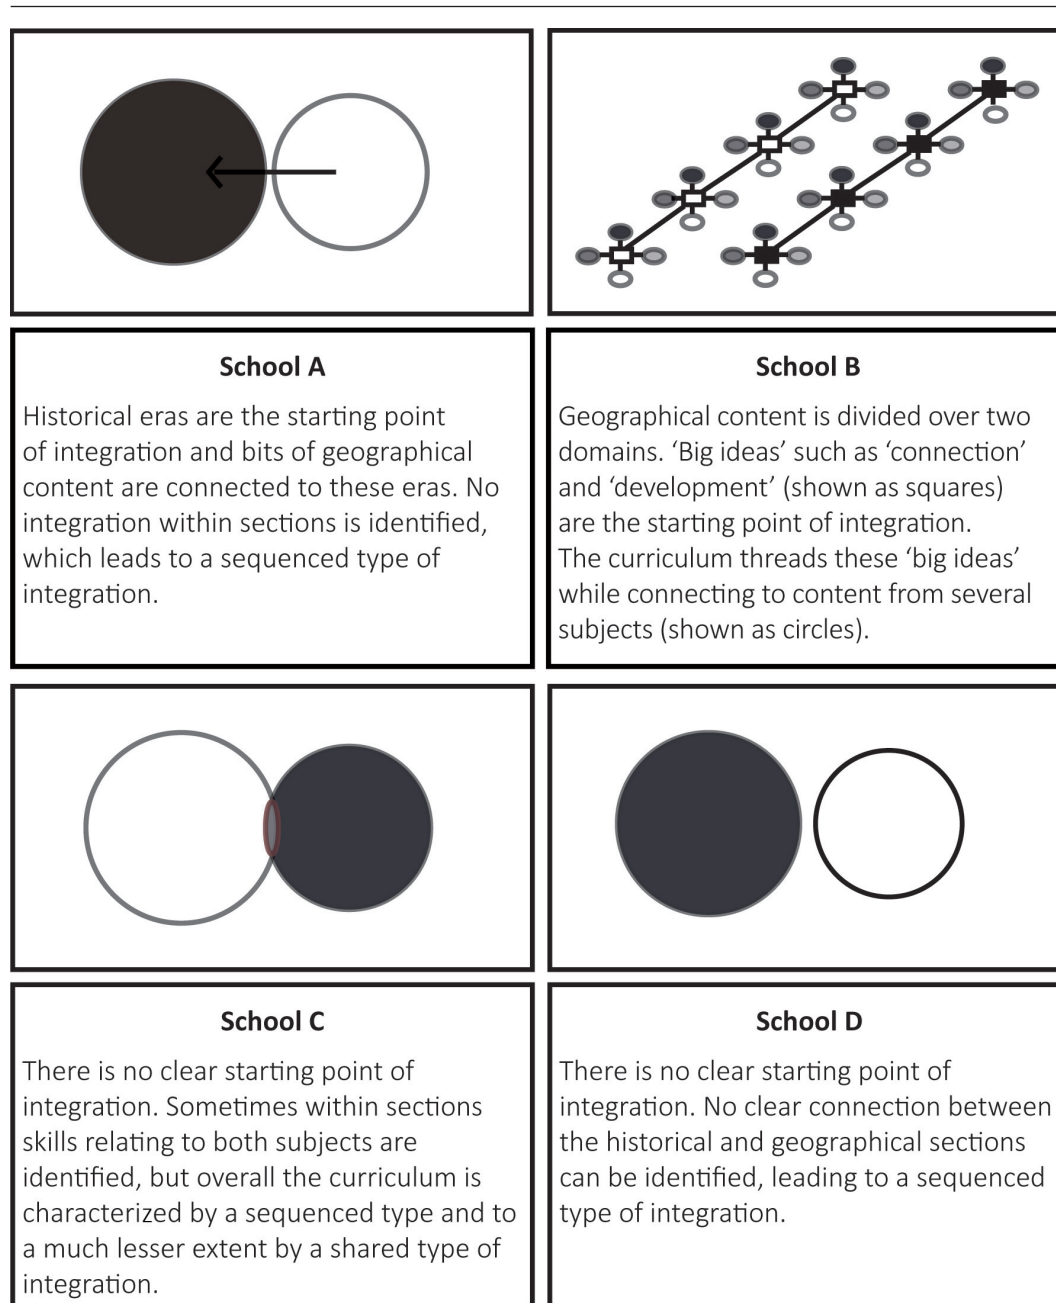 School A
Historical eras are the starting point
of integration and bits of geographical
content are connected to these eras. No
integration within sections is identified,
which leads to a sequenced type of
integration.
School B
Geographical content is divided over two
domains. ‘Big ideas’ such as ‘connection’
and ‘development’ (shown as squares)
are the starting point of integration.
The curriculum threads these ‘big ideas’
while connecting to content from several
subjects (shown as circles).
School C
There is no clear starting point of
integration. Sometimes within sections
skills relating to both subjects are
identified, but overall the curriculum is
characterized by a sequenced type and to
a much lesser extent by a shared type of
integration.
School D
There is no clear starting point of
integration. No clear connection between
the historical and geographical sections
can be identified, leading to a sequenced
type of integration.